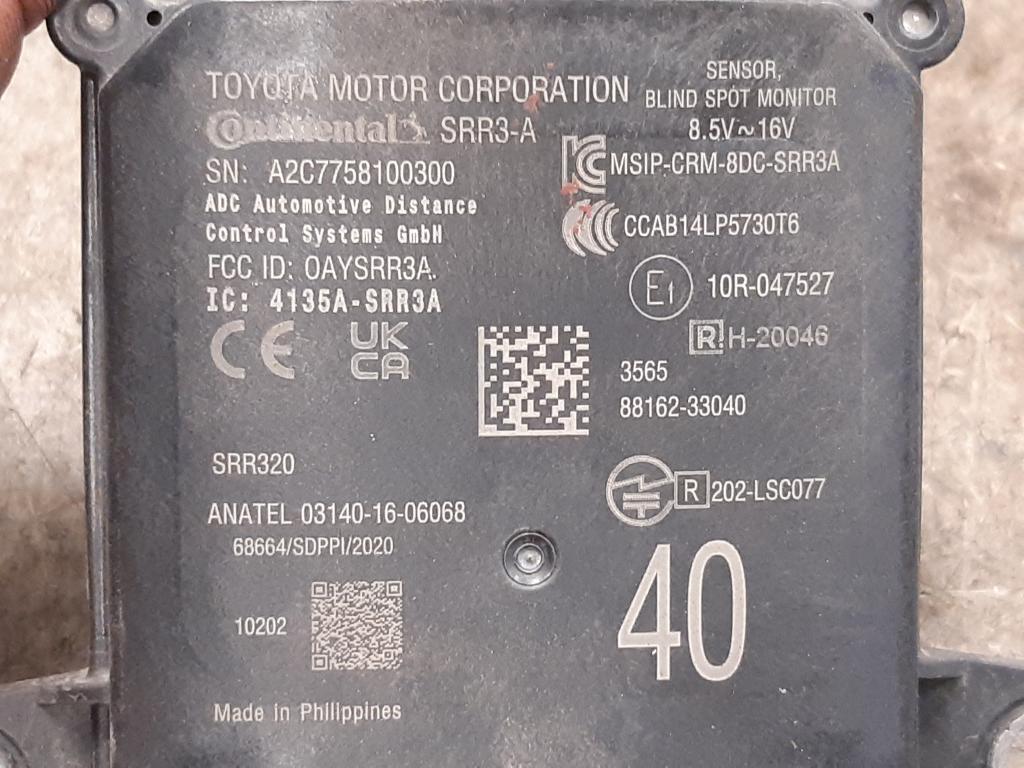 TOYOTA MOTOR CORPORATION
Continental SRR3-A
SN: A2C7758100300
ADC Automotive Distance
Control Systems GmbH
FCC ID: OAYSRR3A.
IC: 4135A-SRR3A
CE UK CA
SENSOR,
BLIND SPOT MONITOR
8.5V~16V
KC MSIP-CRM-8DC-SRR3A
CCC CCAB14LP5730T6
E1 10R-047527
R! H-20046
3565
88162-33040
SRR320
R 202-LSC077
ANATEL 03140-16-06068
68664/SDPPI/2020
40
10202
Made in Philippines